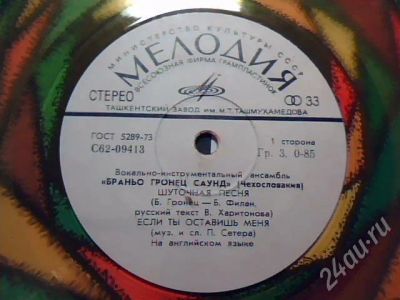 МИНИСТЕРСТВО КУЛЬТУРЫ СССР
МЕЛОДИЯ
ВСЕСОЮЗНАЯ ФИРМА ГРАМПЛАСТИНОК
СТЕРЕО
33
ТАШКЕНТСКИЙ ЗАВОД ИМ. М.Т. ТАШМУХАМЕДОВА
ГОСТ 5289-73
С62-09413
1 сторона
Гр. 3. 0-85
Вокально-инструментальный ансамбль
«БРАНЬО ГРОНЕЦ САУНД» (Чехословакия)
ШУТОЧНАЯ ПЕСНЯ
(Б. Гронец — Б. Филан,
русский текст В. Харитонова)
ЕСЛИ ТЫ ОСТАВИШЬ МЕНЯ
(муз. и сл. П. Сетера)
На английском языке
24au.ru